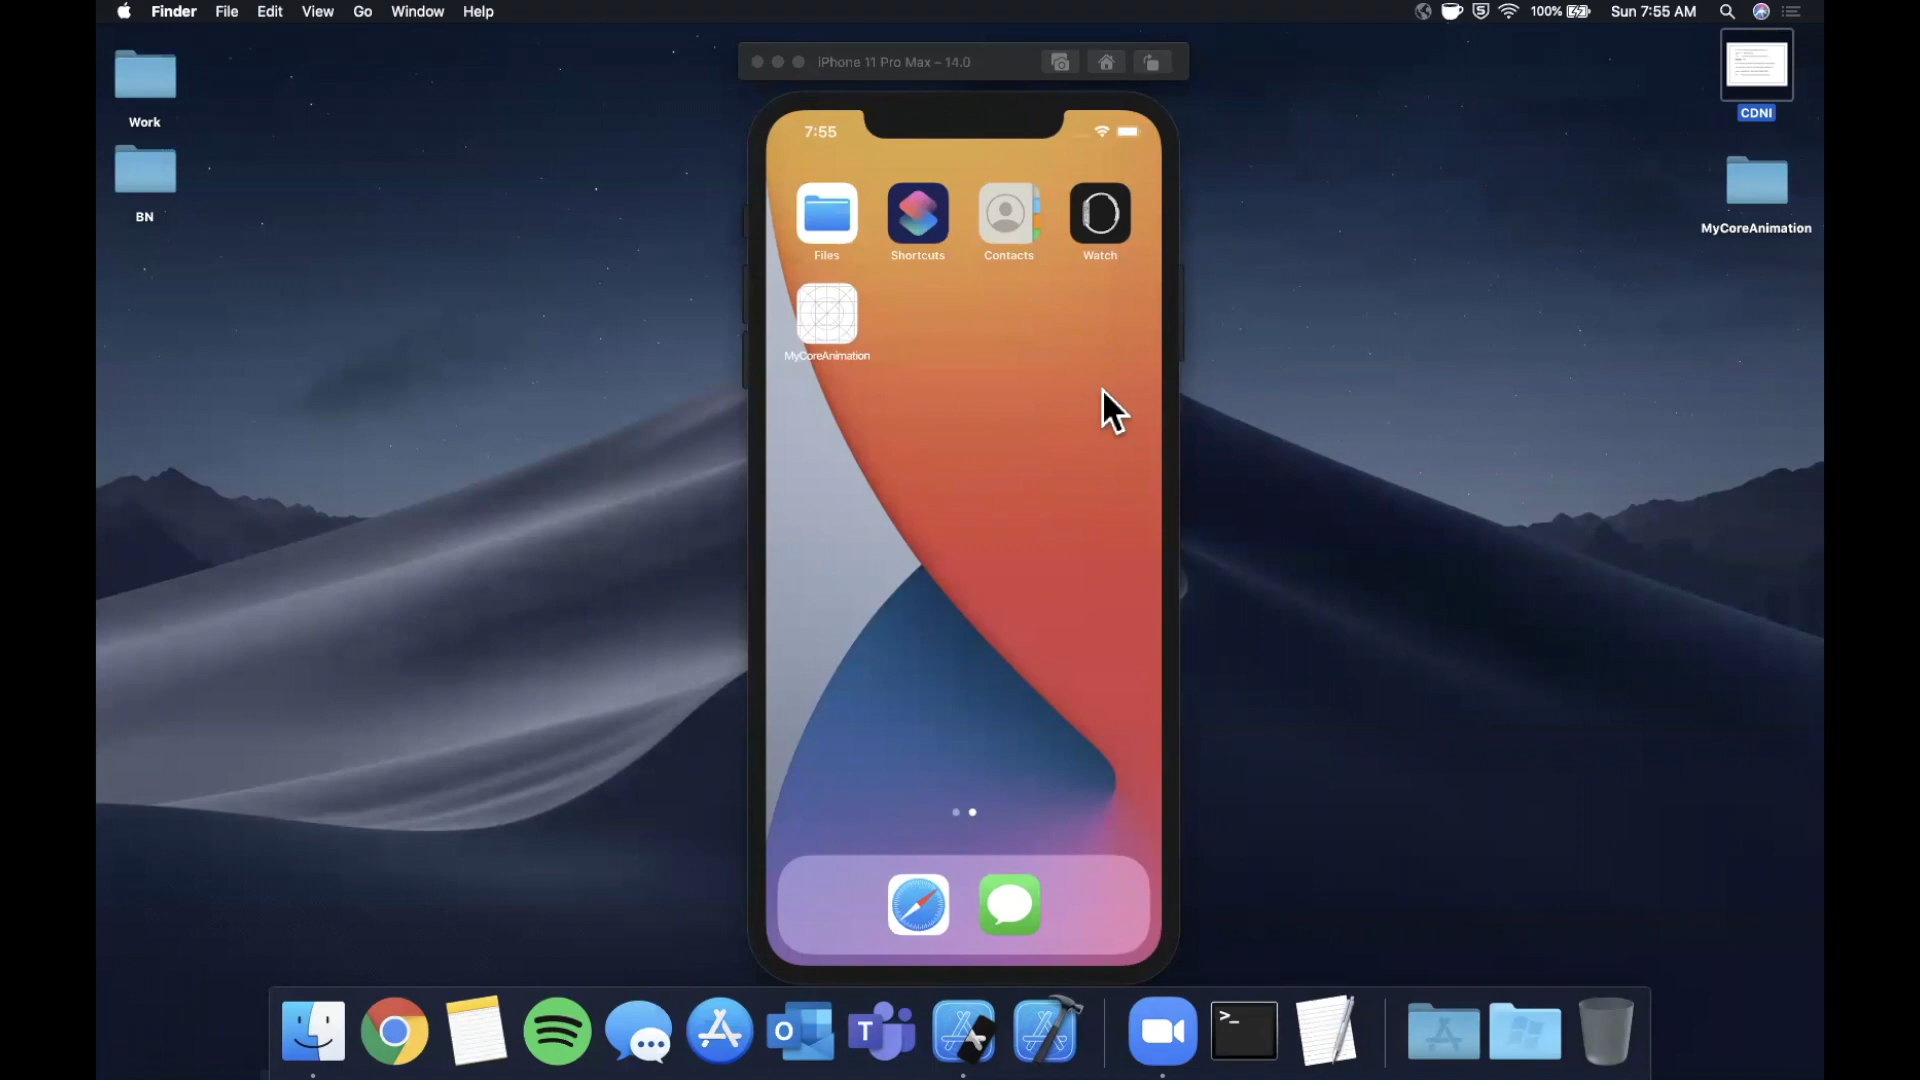 Finder File Edit View Go Window Help
100% Sun 7:55 AM
Work
BN
CDNI
MyCoreAnimation
iPhone 11 Pro Max – 14.0
7:55
Files Shortcuts Contacts Watch
MyCoreAnimation